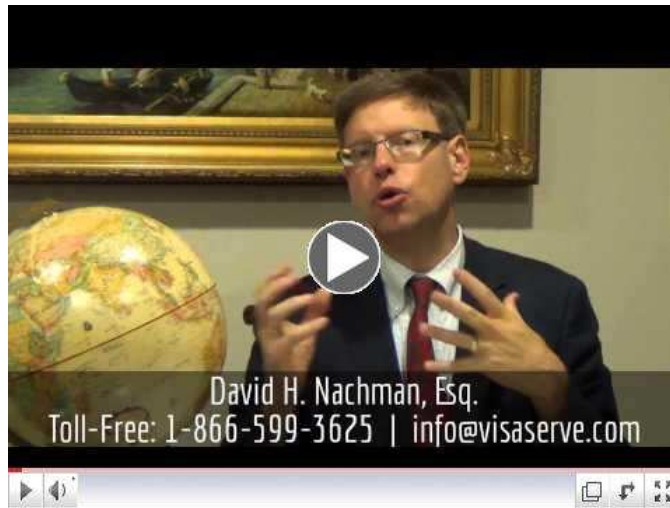 David H. Nachman, Esq.
Toll-Free: 1-866-599-3625 | info@visaserve.com